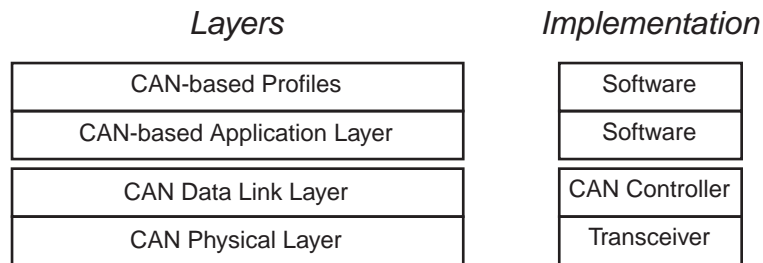 Layers Implementation
CAN-based Profiles Software
CAN-based Application Layer Software
CAN Data Link Layer CAN Controller
CAN Physical Layer Transceiver